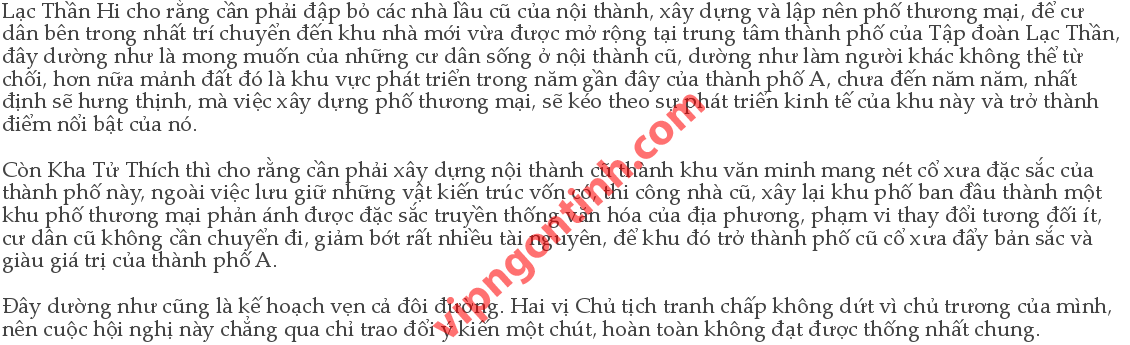 Lạc Thần Hi cho rằng cần phải đập bỏ các nhà lầu cũ của nội thành, xây dựng và lập nên phố thương mại, để cư
dân bên trong nhất trí chuyển đến khu nhà mới vừa được mở rộng tại trung tâm thành phố của Tập đoàn Lạc Thần,
đây dường như là mong muốn của những cư dân sống ở nội thành cũ, dường như làm người khác không thể từ
chối, hơn nữa mảnh đất đó là khu vực phát triển trong năm gần đây của thành phố A, chưa đến năm năm, nhất
định sẽ hưng thịnh, mà việc xây dựng phố thương mại, sẽ kéo theo sự phát triển kinh tế của khu này và trở thành
điểm nổi bật của nó.
Còn Kha Tử Thích thì cho rằng cần phải xây dựng nội thành cũ thành khu văn minh mang nét cổ xưa đặc sắc của
thành phố này, ngoài việc lưu giữ những vật kiến trúc vốn có, thi công nhà cũ, xây lại khu phố ban đầu thành một
khu phố thương mại phản ánh được đặc sắc truyền thống văn hóa của địa phương, phạm vi thay đổi tương đối ít,
cư dân cũ không cần chuyển đi, giảm bớt rất nhiều tài nguyên, để khu đó trở thành phố cũ cổ xưa đẩy bản sắc và
giàu giá trị của thành phố A.
Đây dường như cũng là kế hoạch vẹn cả đôi đường. Hai vị Chủ tịch tranh chấp không dứt vì chủ trương của mình,
nên cuộc hội nghị này chẳng qua chỉ trao đổi ý kiến một chút, hoàn toàn không đạt được thống nhất chung.
vipngontinh.com